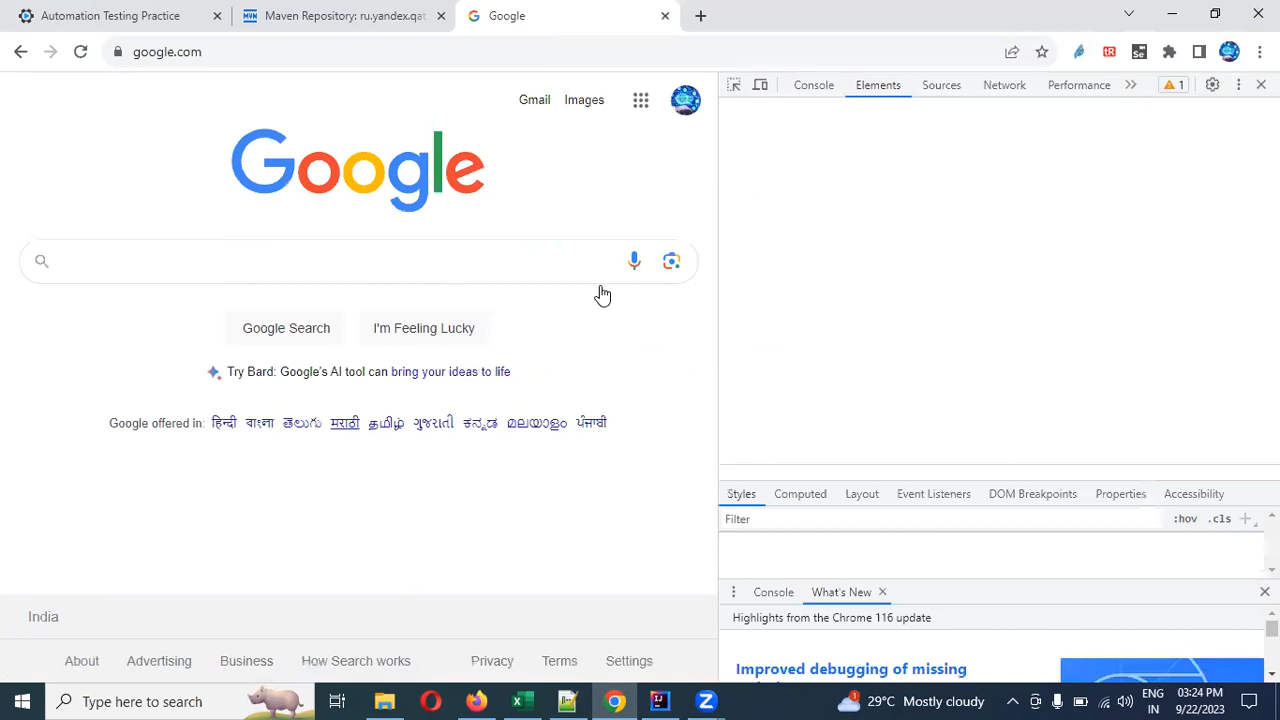 Automation Testing Practice
Maven Repository: ru.yandex.qat
Google
google.com
Gmail Images
Google
Google Search
I'm Feeling Lucky
Try Bard: Google's AI tool can bring your ideas to life
Google offered in: हिन्दी বাংলা తెలుగు मराठी தமிழ் ગુજરાતી ಕನ್ನಡ മലയാളം ਪੰਜਾਬੀ
India
About Advertising Business How Search works Privacy Terms Settings
Console Elements Sources Network Performance 1
Styles Computed Layout Event Listeners DOM Breakpoints Properties Accessibility
Filter :hov .cls
Console What's New
Highlights from the Chrome 116 update
Improved debugging of missing
Type here to search
29°C Mostly cloudy
ENG
IN
03:24 PM
9/22/2023